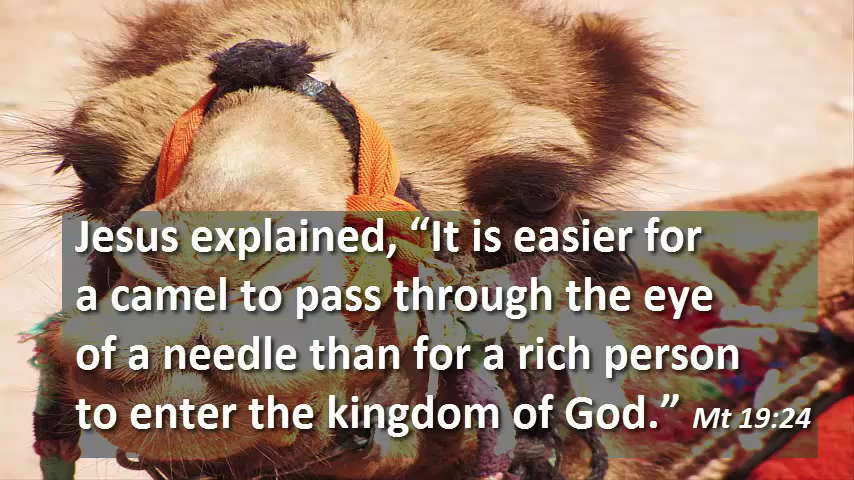 Jesus explained, “It is easier for
a camel to pass through the eye
of a needle than for a rich person
to enter the kingdom of God.” Mt 19:24